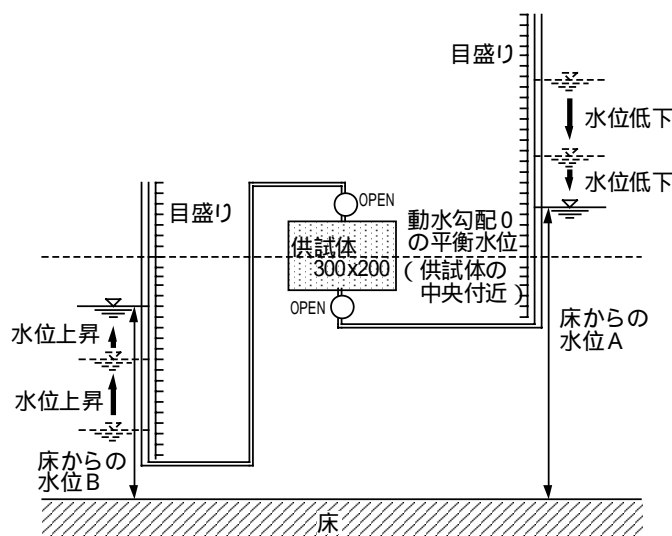 目盛り
水位低下
水位低下
OPEN
目盛り
動水勾配0
の平衡水位
(供試体の
中央付近)
供試体
300x200
OPEN
床からの
水位A
水位上昇
水位上昇
床からの
水位B
床